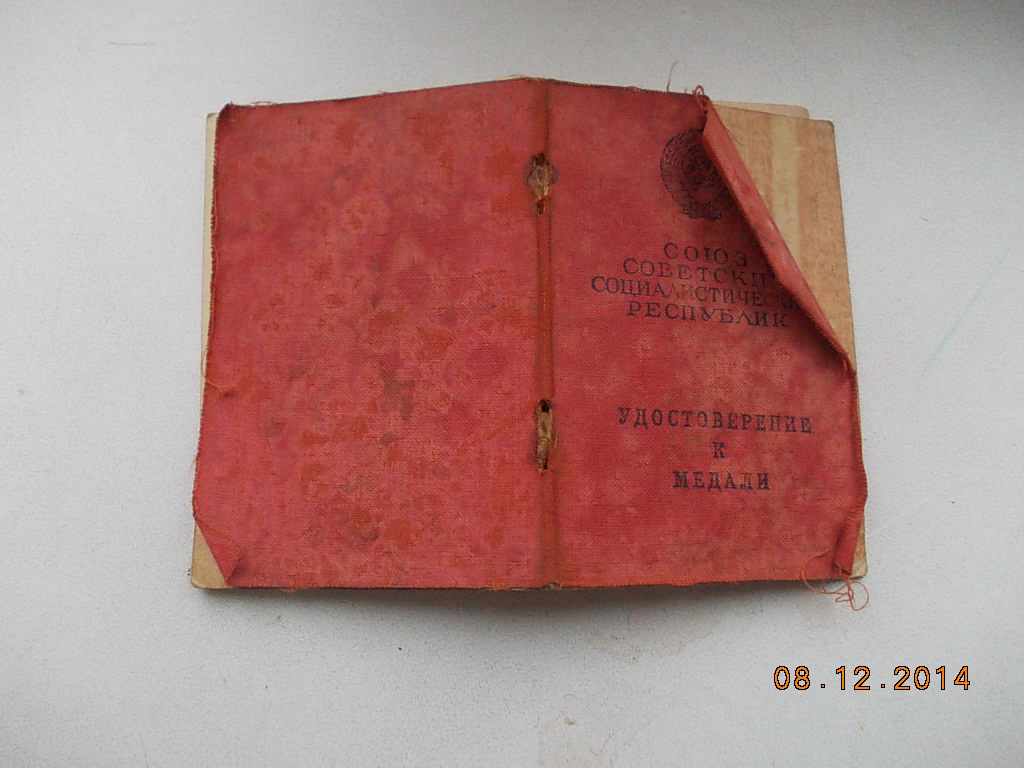 СОЮЗ
СОВЕТСКИ
СОЦИАЛИСТИЧЕСК
РЕСПУБЛИК
УДОСТОВЕРЕНИЕ
К
МЕДАЛИ
08.12.2014